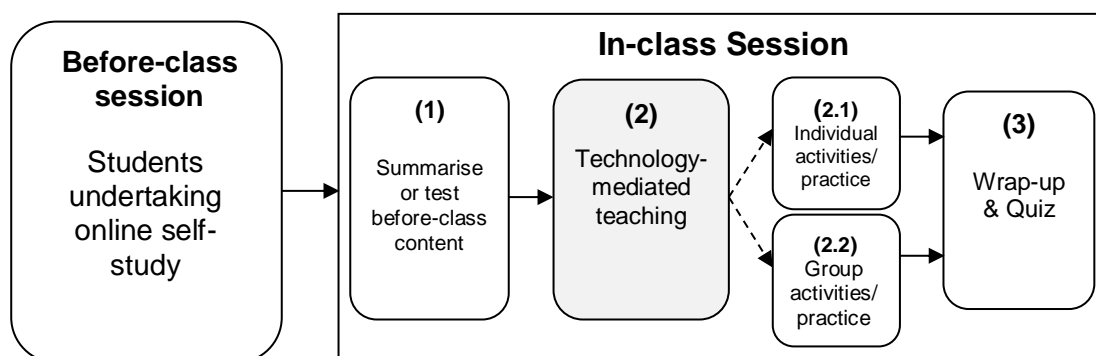 Before-class
session
Students
undertaking
online self-
study
In-class Session
(1)
Summarise
or test
before-class
content
(2)
Technology-
mediated
teaching
(2.1)
Individual
activities/
practice
(2.2)
Group
activities/
practice
(3)
Wrap-up
& Quiz